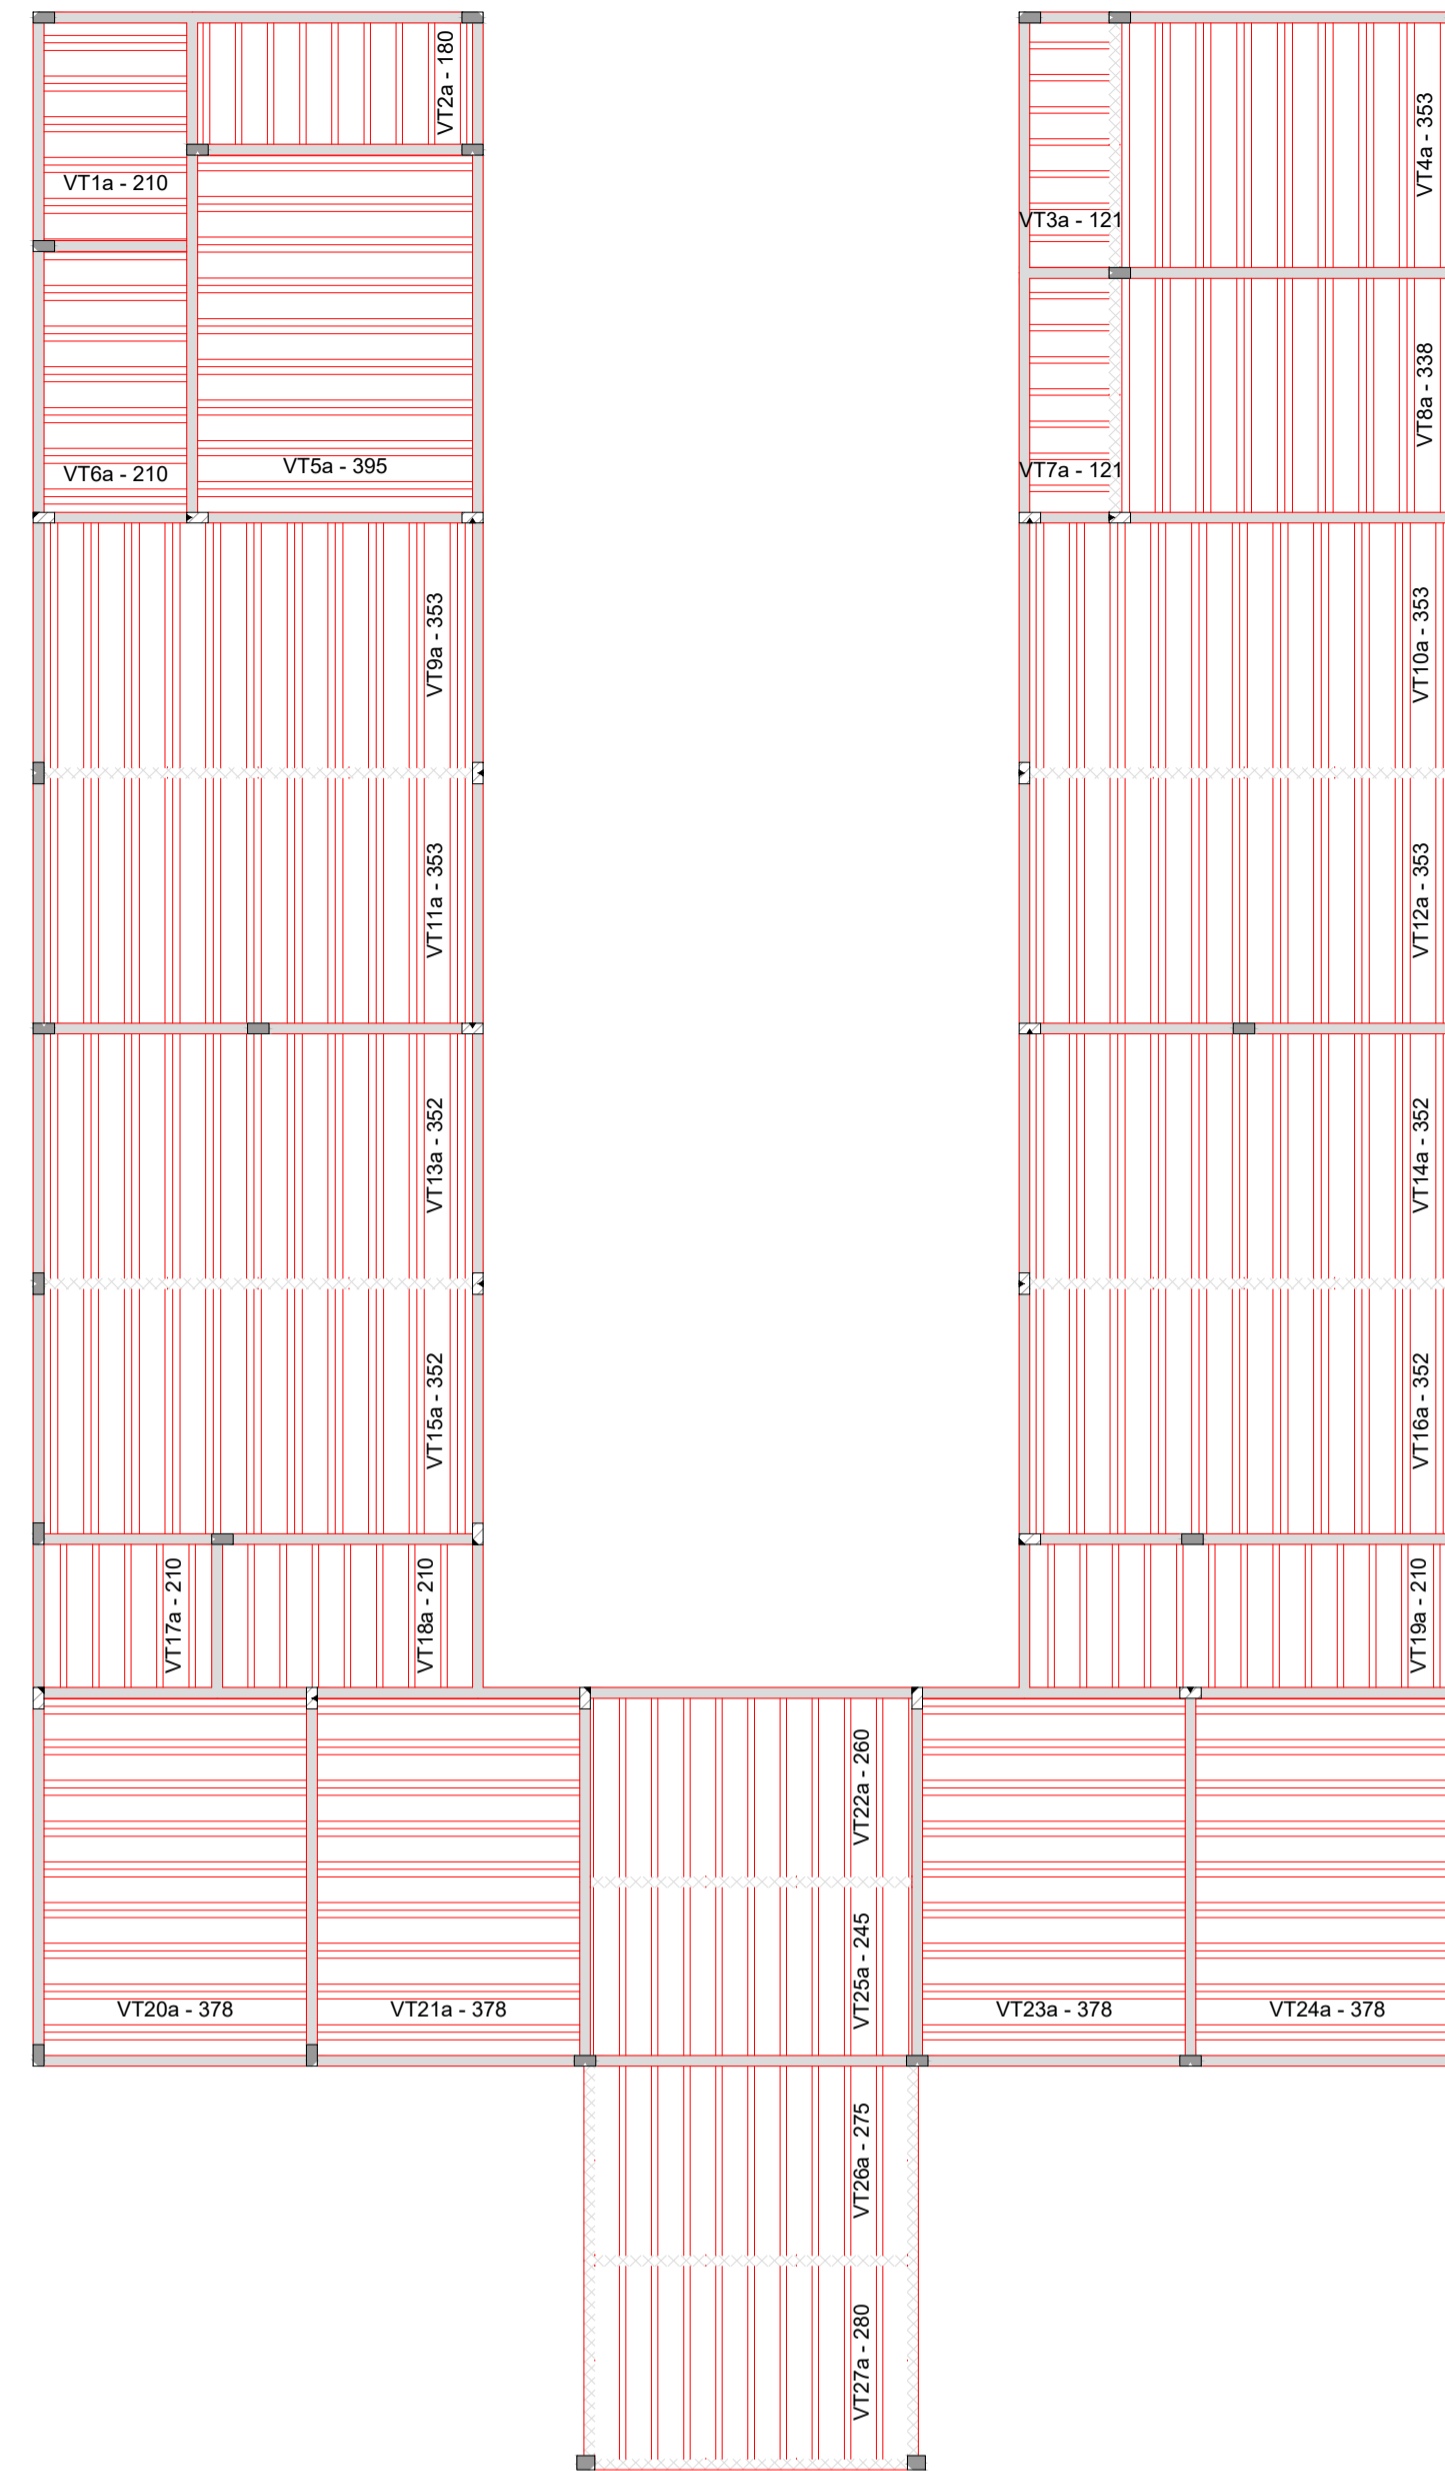 VT2a - 180
VT4a - 353
VT1a - 210
VT3a - 121
VT8a - 338
VT5a - 395
VT6a - 210
VT7a - 121
VT9a - 353
VT10a - 353
VT11a - 353
VT12a - 353
VT13a - 352
VT14a - 352
VT15a - 352
VT16a - 352
VT17a - 210
VT18a - 210
VT19a - 210
VT22a - 260
VT25a - 245
VT20a - 378
VT21a - 378
VT23a - 378
VT24a - 378
VT26a - 275
VT27a - 280